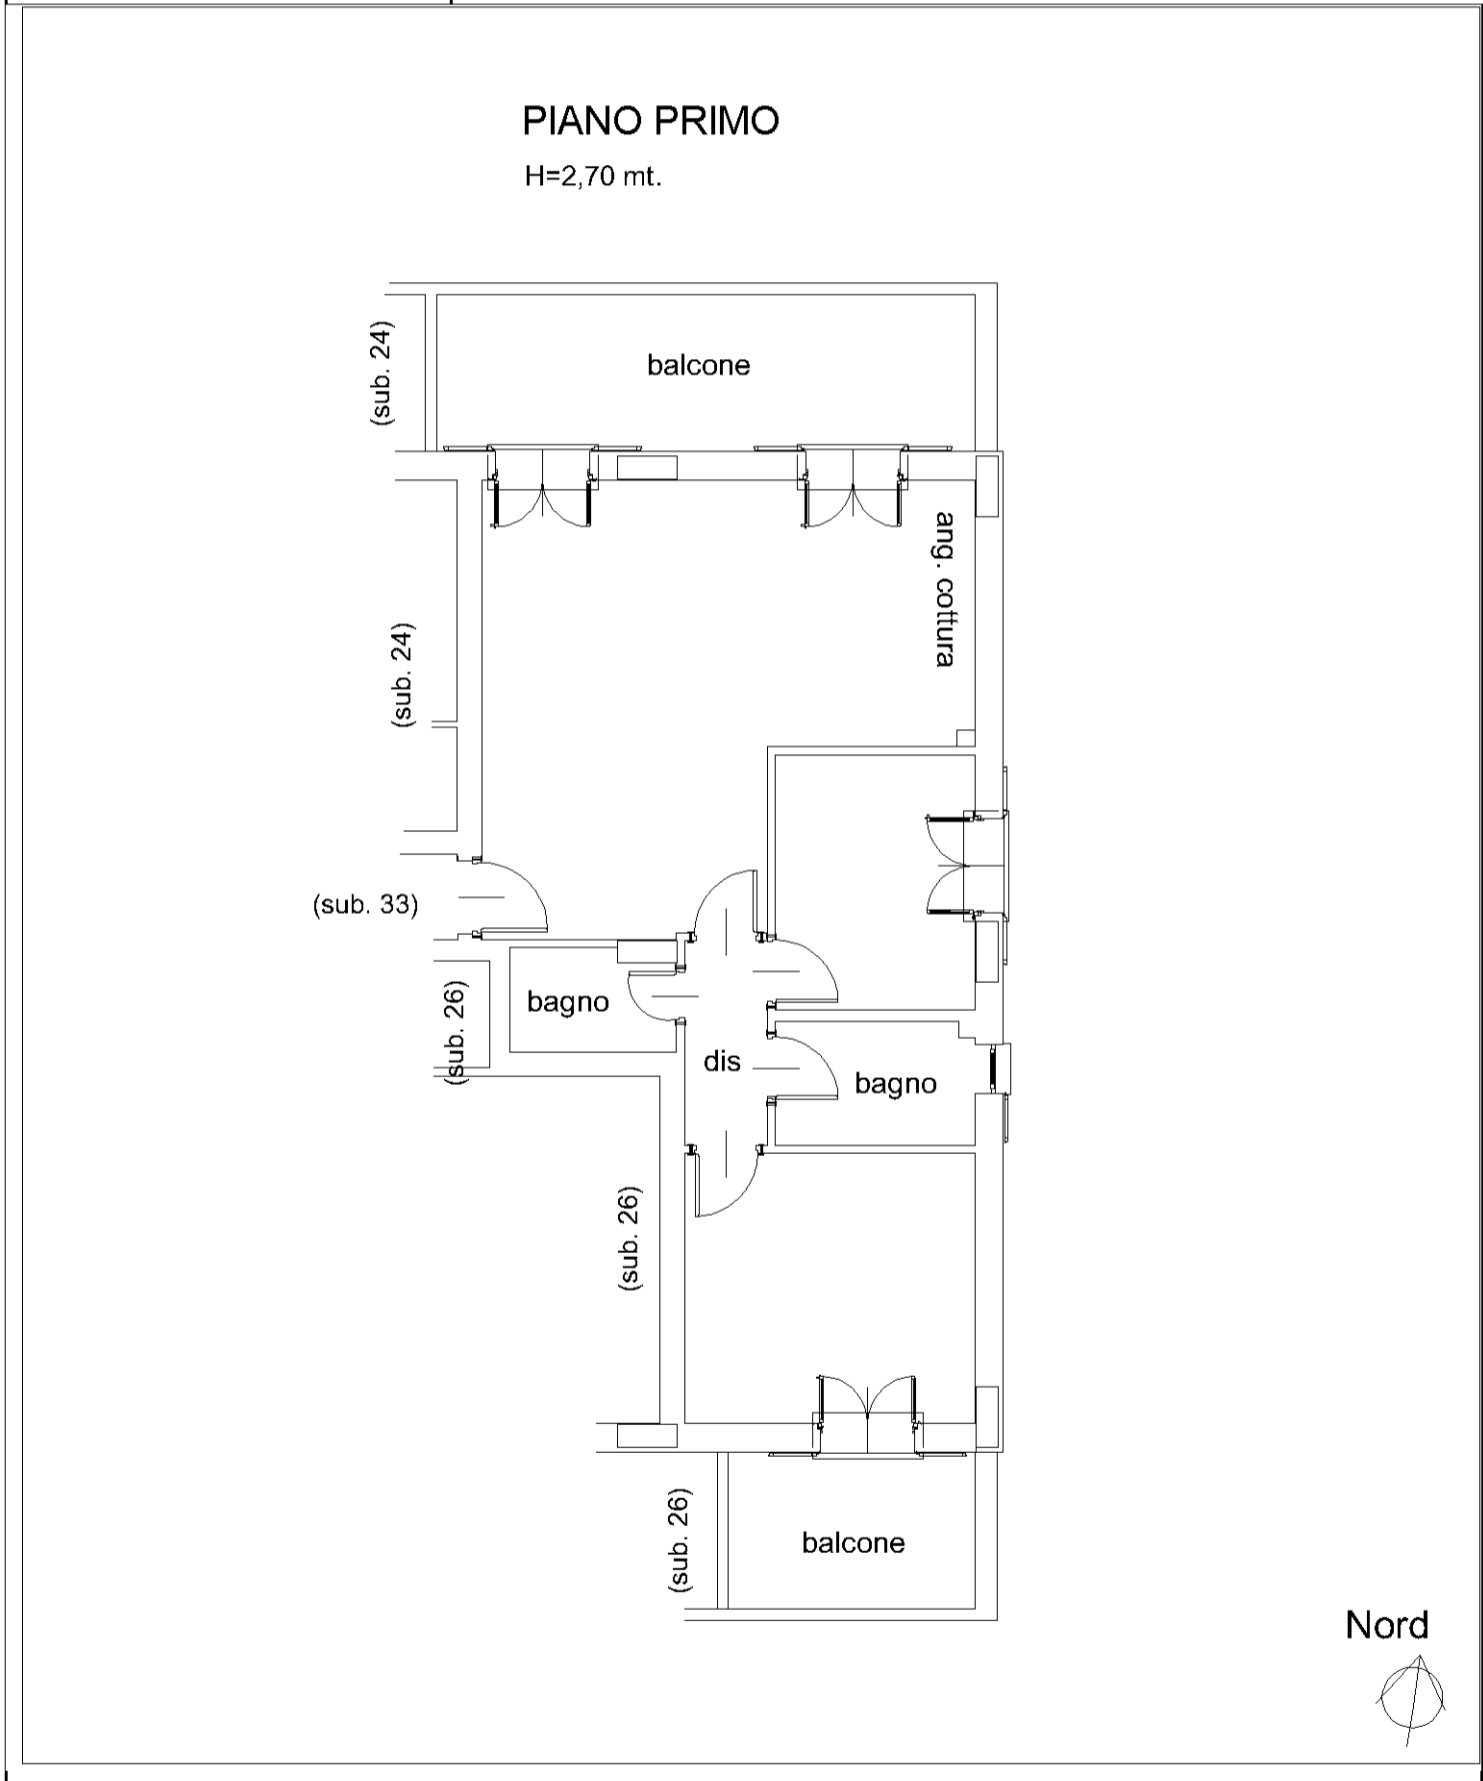 PIANO PRIMO
H=2,70 mt.
(sub. 24)
balcone
ang. cottura
(sub. 24)
(sub. 33)
(sub. 26)
bagno
dis
bagno
(sub. 26)
(sub. 26)
balcone
Nord